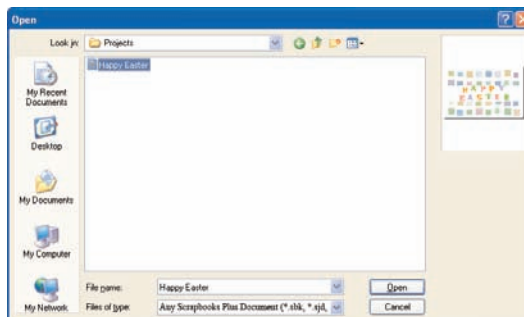 Open
Look in:
Projects
Happy Easter
My Recent
Documents
Desktop
My Documents
My Computer
My Network
File name:
Happy Easter
Open
Files of type:
Any Scrapbooks Plus Document (*.sbk, *.sjd,
Cancel
HAPPY
EASTER